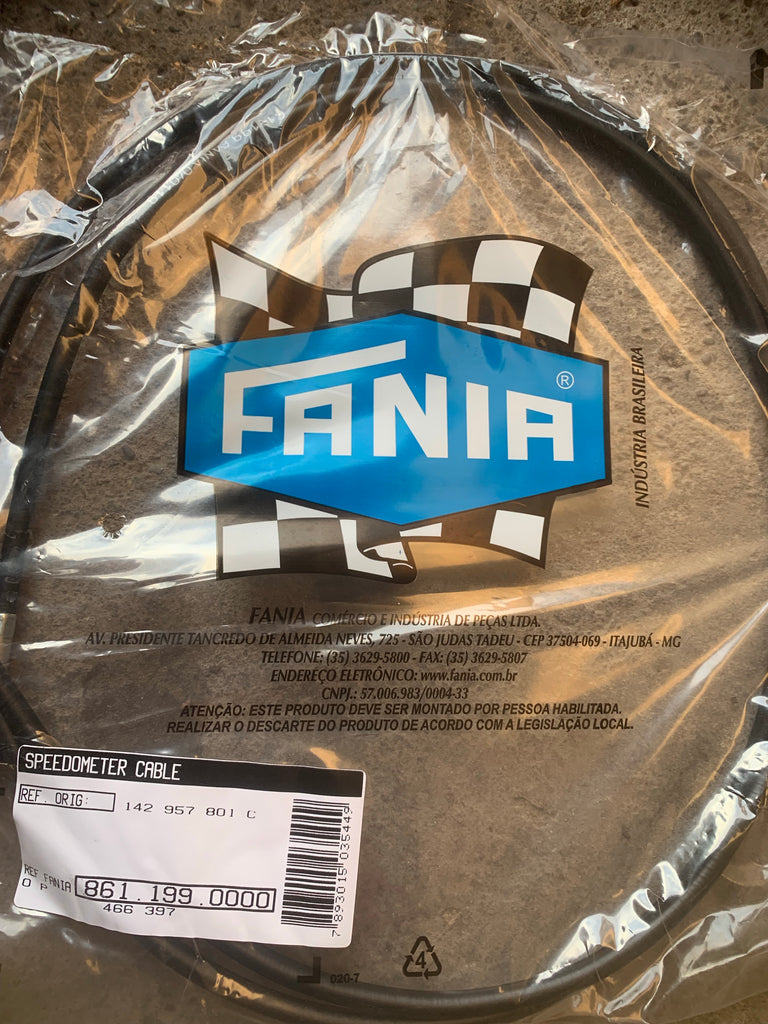 FANIA ®
INDÚSTRIA BRASILEIRA
FANIA COMÉRCIO E INDÚSTRIA DE PEÇAS LTDA.
AV. PRESIDENTE TANCREDO DE ALMEIDA NEVES, 725 - SÃO JUDAS TADEU - CEP 37504-069 - ITAJUBÁ - MG
TELEFONE: (35) 3629-5800 - FAX: (35) 3629-5807
ENDEREÇO ELETRÔNICO: www.fania.com.br
CNPJ.: 57.006.983/0004-33
ATENÇÃO: ESTE PRODUTO DEVE SER MONTADO POR PESSOA HABILITADA.
REALIZAR O DESCARTE DO PRODUTO DE ACORDO COM A LEGISLAÇÃO LOCAL.
SPEEDOMETER CABLE
REF. ORIG: 142 957 801 C
REF.FANIA 861.199.0000
O P 466 397
7893015035449
4
020-7